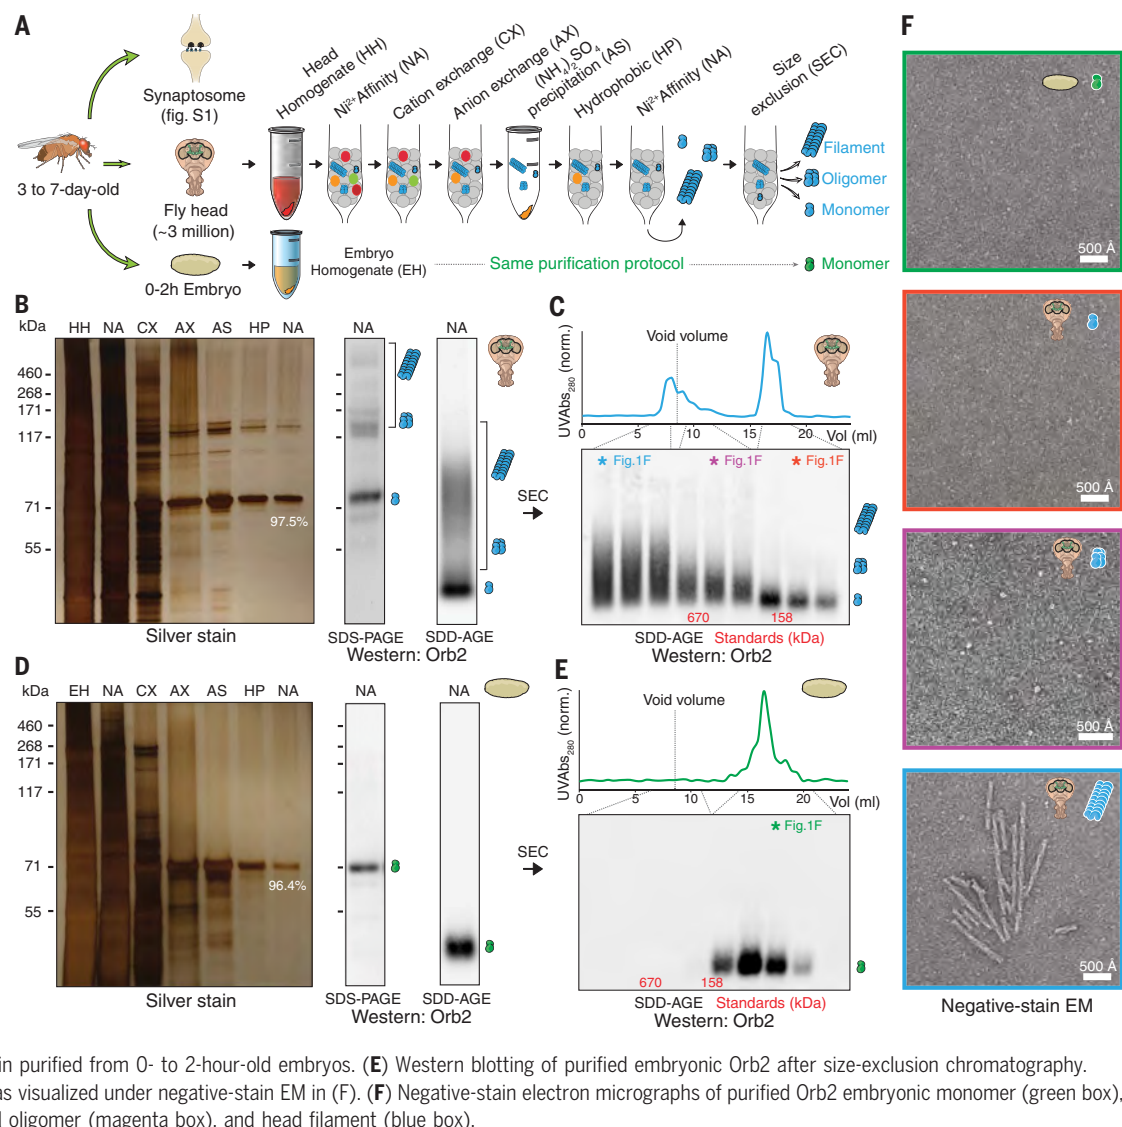 A
Synaptosome
(fig. S1)
3 to 7-day-old
Fly head
(~3 million)
0-2h Embryo
Head
Homogenate (HH)
Ni2+Affinity (NA)
Cation exchange (CX)
Anion exchange (AX)
(NH4)2SO4
precipitation (AS)
Hydrophobic (HP)
Ni2+Affinity (NA)
Size
exclusion (SEC)
Filament
Oligomer
Monomer
Embryo
Homogenate (EH)
Same purification protocol
Monomer
B
kDa
HH NA CX AX AS HP NA
460
268
171
117
71
55
97.5%
Silver stain
NA
NA
SDS-PAGE
SDD-AGE
Western: Orb2
SEC
C
UVAbs280 (norm.)
Void volume
0 5 10 15 20 Vol (ml)
* Fig.1F * Fig.1F * Fig.1F
670 158
SDD-AGE Standards (kDa)
Western: Orb2
D
kDa
EH NA CX AX AS HP NA
460
268
171
117
71
55
96.4%
Silver stain
NA
NA
SDS-PAGE
SDD-AGE
Western: Orb2
SEC
E
UVAbs280 (norm.)
Void volume
0 5 10 15 20 Vol (ml)
* Fig.1F
670 158
SDD-AGE Standards (kDa)
Western: Orb2
F
500 Å
500 Å
500 Å
500 Å
Negative-stain EM
in purified from 0- to 2-hour-old embryos. (E) Western blotting of purified embryonic Orb2 after size-exclusion chromatography.
as visualized under negative-stain EM in (F). (F) Negative-stain electron micrographs of purified Orb2 embryonic monomer (green box),
oligomer (magenta box), and head filament (blue box).